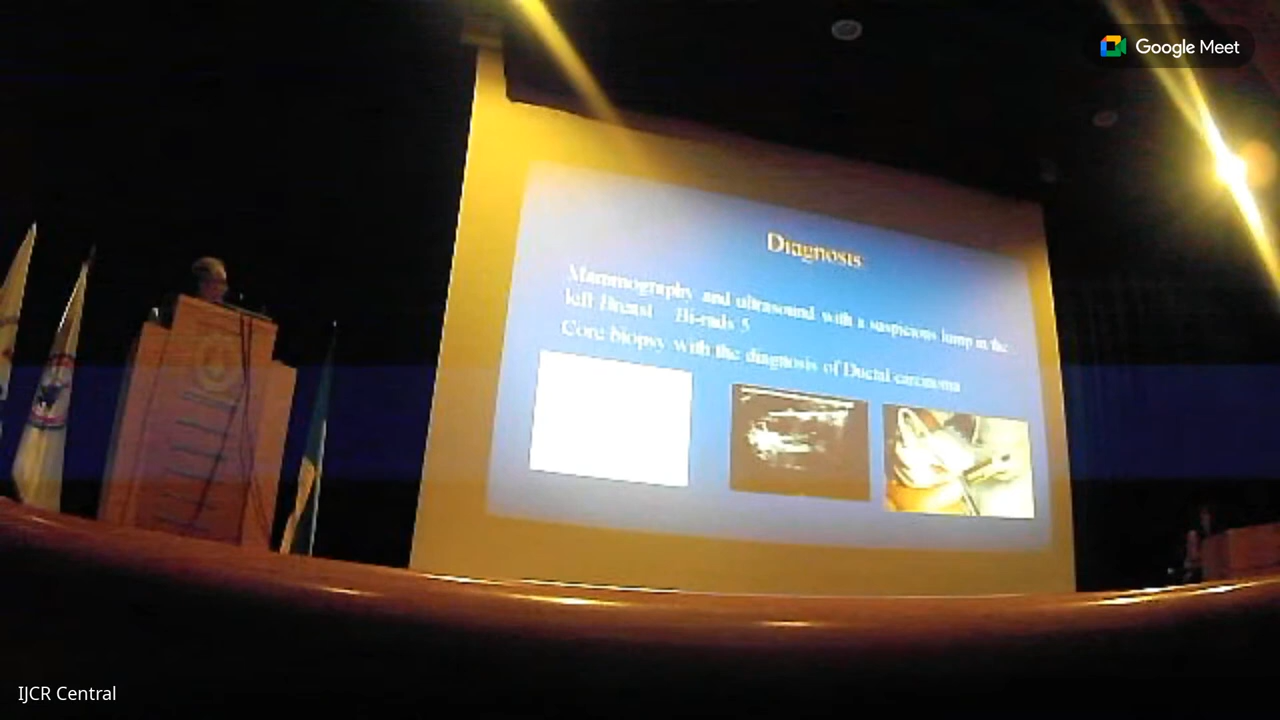 Google Meet
Diagnosis
Mammography and ultrasound with a suspicious lump in the
left Breast Bi-rads 5
Core biopsy with the diagnosis of Ductal carcinoma
IJCR Central